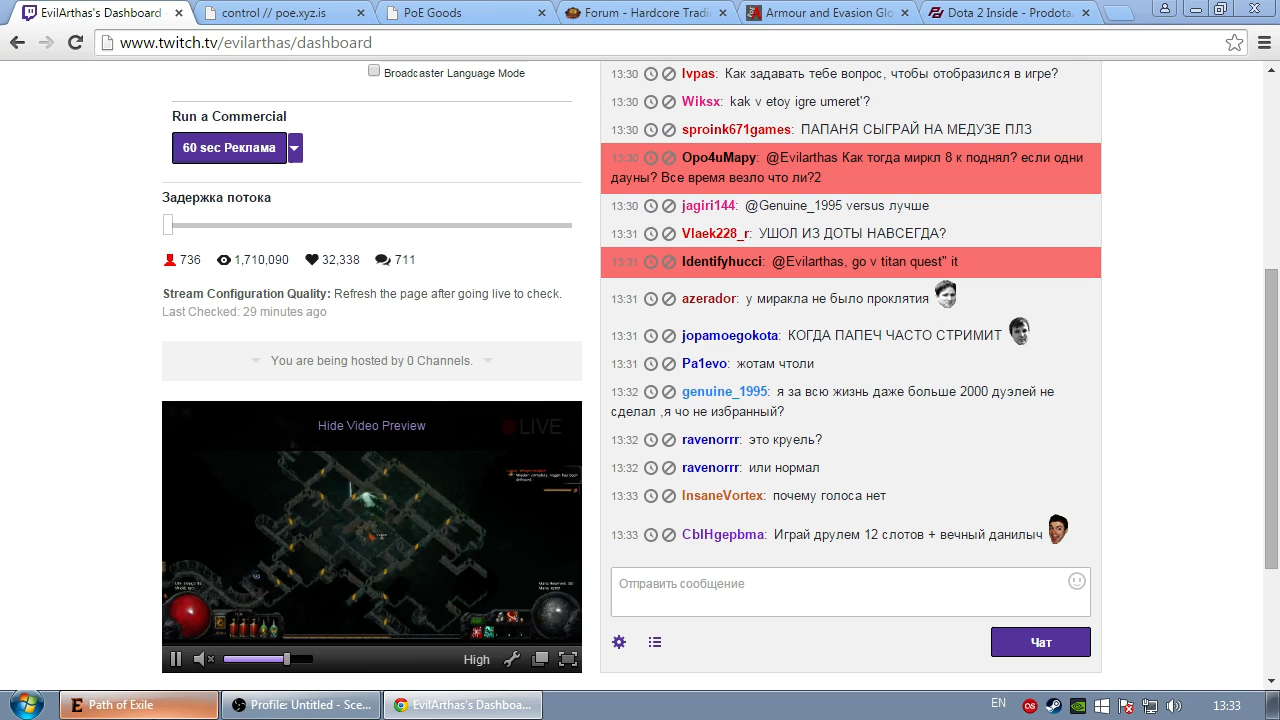 EvilArthas's Dashboard -
control // poe.xyz.is
PoE Goods
Forum - Hardcore Tradi
Armour and Evasion Glo
Dota 2 Inside - Prodota.
www.twitch.tv/evilarthas/dashboard
Broadcaster Language Mode
Run a Commercial
60 sec Реклама
Задержка потока
736 1,710,090 32,338 711
Stream Configuration Quality: Refresh the page after going live to check.
Last Checked: 29 minutes ago
You are being hosted by 0 Channels.
Hide Video Preview
LIVE
High
13:30 lvpas: Как задавать тебе вопрос, чтобы отобразился в игре?
13:30 Wiksx: kak v etoy igre umeret'?
13:30 sproink671games: ПАПАНЯ СЫГРАЙ НА МЕДУЗЕ ПЛЗ
13:30 Opo4uMapy: @Evilarthas Как тогда миркл 8 к поднял? если одни
дауны? Все время везло что ли?2
13:30 jagiri144: @Genuine_1995 versus лучше
13:31 Vlaek228_r: УШОЛ ИЗ ДОТЫ НАВСЕГДА?
13:31 Identifyhucci: @Evilarthas, go v titan quest" it
13:31 azerador: у миракла не было проклятия
13:31 jopamoegokota: КОГДА ПАПЕЧ ЧАСТО СТРИМИТ
13:31 Pa1evo: жотам чтоли
13:32 genuine_1995: я за всю жизнь даже больше 2000 дуэлей не
сделал ,я чо не избранный?
13:32 ravenorrr: это круель?
13:32 ravenorrr: или нормал
13:33 InsaneVortex: почему голоса нет
13:33 CblHgepbma: Играй друлем 12 слотов + вечный данилыч
Отправить сообщение
Чат
Path of Exile
Profile: Untitled - Sce...
EvilArthas's Dashboa...
EN
13:33